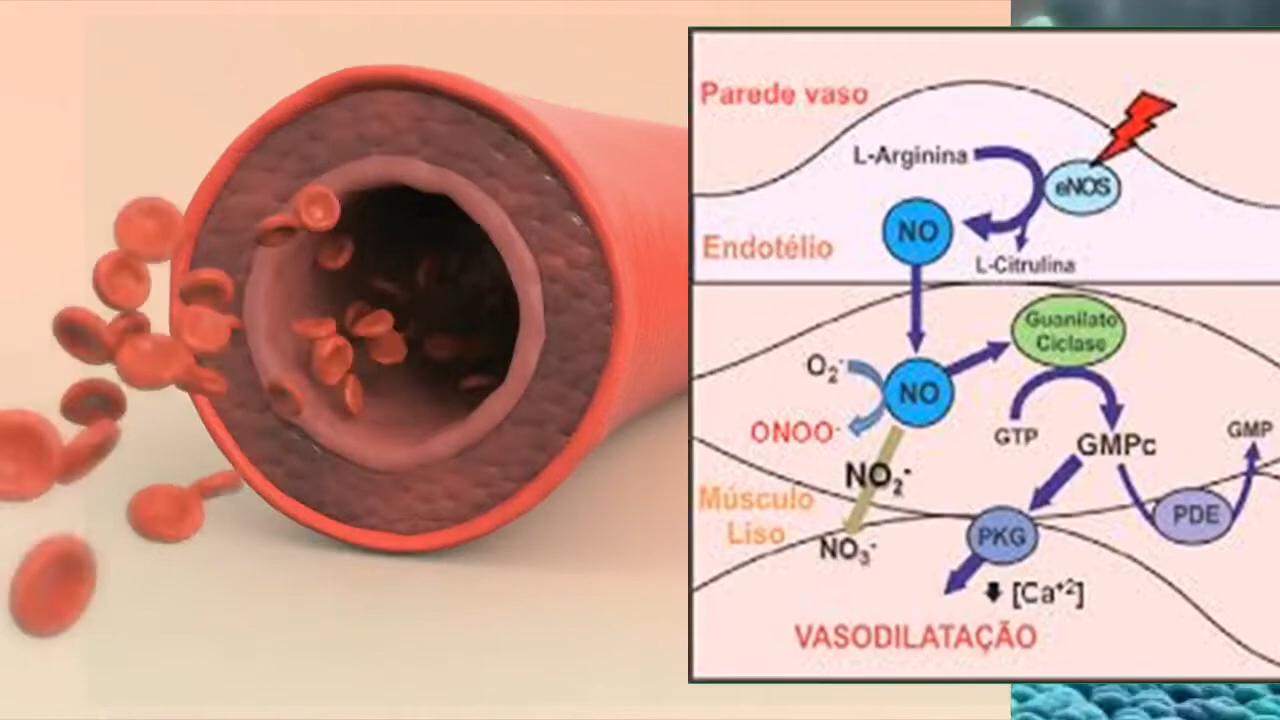 Parede vaso
L-Arginina
eNOS
NO
Endotélio
L-Citrulina
Guanilato
Ciclase
O₂⁻
NO
ONOO⁻
GTP
GMPc
GMP
NO₂⁻
Músculo
Liso
PDE
PKG
NO₃⁻
[Ca⁺²]
VASODILATAÇÃO